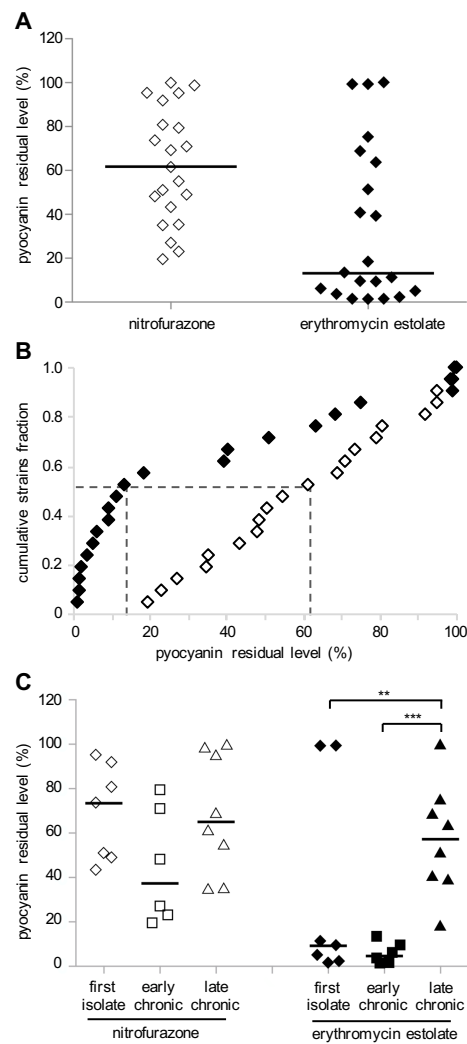 A
pyocyanin residual level (%)
120
100
80
60
40
20
0
nitrofurazone
erythromycin estolate
B
cumulative strains fraction
1.0
0.8
0.6
0.4
0.2
0
0
20
40
60
80
100
pyocyanin residual level (%)
C
pyocyanin residual level (%)
120
100
80
60
40
20
0
**
***
first isolate
early chronic
late chronic
first isolate
early chronic
late chronic
nitrofurazone
erythromycin estolate